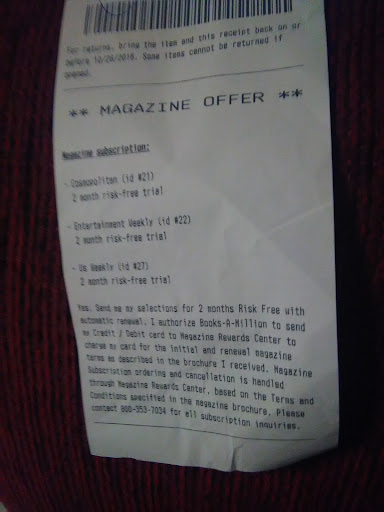 For returns, bring the item and this receipt back on or
before 10/20/2018. Some items cannot be returned if
opened.
** MAGAZINE OFFER **
Magazine subscription:
- Cosmopolitan (id #21)
2 month risk-free trial
- Entertainment Weekly (id #22)
2 month risk-free trial
- Us Weekly (id #27)
2 month risk-free trial
Yes. Send me my selections for 2 months Risk Free with
automatic renewal. I authorize Books-A-Million to send
my Credit / Debit card to Magazine Rewards Center to
charge my card for the initial and renewal magazine
terms as described in the brochure I received. Magazine
Subscription ordering and cancellation is handled
through Magazine Rewards Center, based on the Terms and
Conditions specified in the magazine brochure. Please
contact 800-353-7034 for all subscription inquiries.